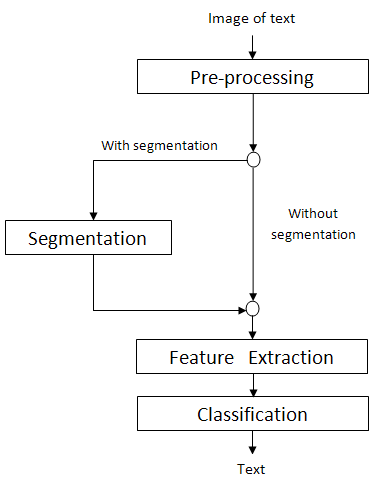 Image of text
Pre-processing
With segmentation
Without
segmentation
Segmentation
Feature Extraction
Classification
Text